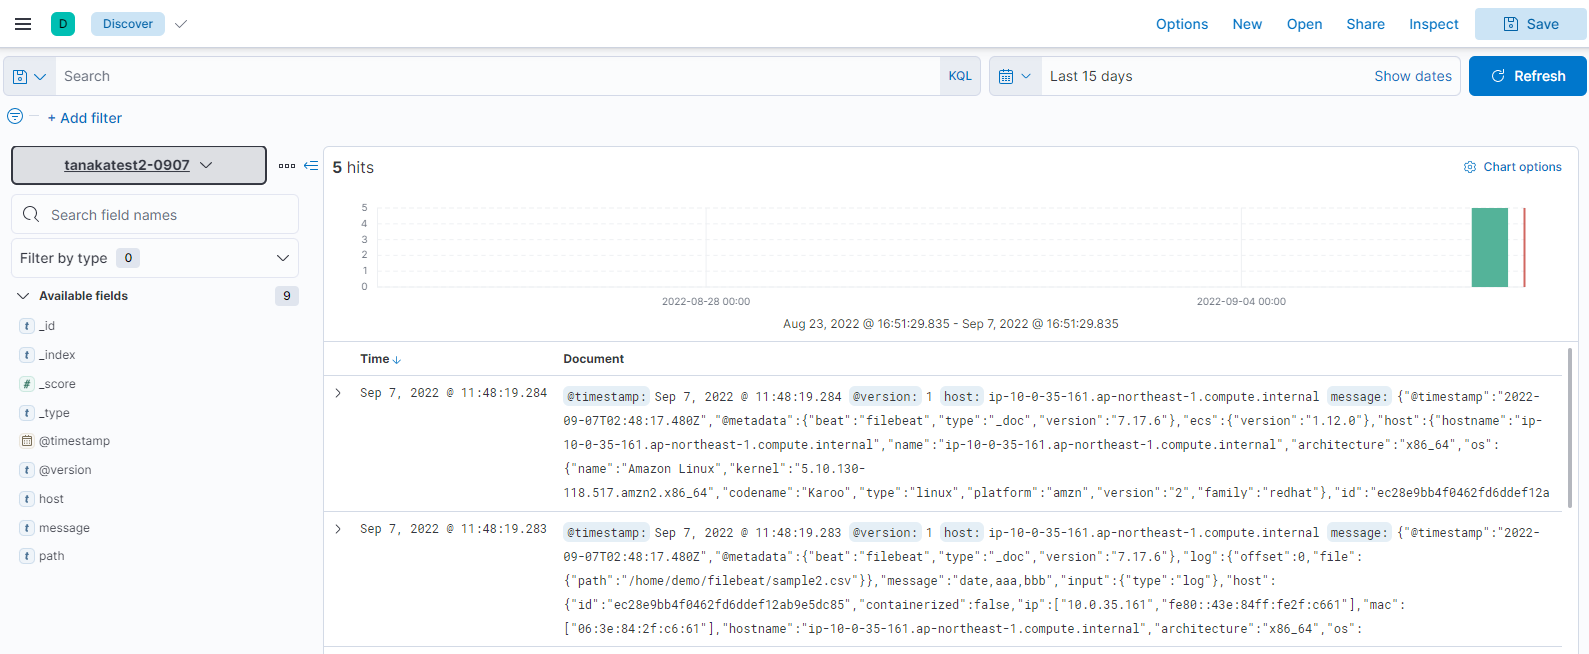 D Discover Options New Open Share Inspect Save
Search KQL Last 15 days Show dates Refresh
+ Add filter
tanakatest2-0907
Search field names
Filter by type 0
Available fields 9
t _id
t _index
# _score
t _type
@timestamp
t @version
t host
t message
t path
5 hits Chart options
5
4
3
2
1
0
2022-08-28 00:00 2022-09-04 00:00
Aug 23, 2022 @ 16:51:29.835 - Sep 7, 2022 @ 16:51:29.835
Time Document
Sep 7, 2022 @ 11:48:19.284 @timestamp: Sep 7, 2022 @ 11:48:19.284 @version: 1 host: ip-10-0-35-161.ap-northeast-1.compute.internal message: {"@timestamp":"2022-
09-07T02:48:17.480Z","@metadata":{"beat":"filebeat","type":"_doc","version":"7.17.6"},"ecs":{"version":"1.12.0"},"host":{"hostname":"ip-
10-0-35-161.ap-northeast-1.compute.internal","name":"ip-10-0-35-161.ap-northeast-1.compute.internal","architecture":"x86_64","os":
{"name":"Amazon Linux","kernel":"5.10.130-
118.517.amzn2.x86_64","codename":"Karoo","type":"linux","platform":"amzn","version":"2","family":"redhat"},"id":"ec28e9bb4f0462fd6ddef12a
Sep 7, 2022 @ 11:48:19.283 @timestamp: Sep 7, 2022 @ 11:48:19.283 @version: 1 host: ip-10-0-35-161.ap-northeast-1.compute.internal message: {"@timestamp":"2022-
09-07T02:48:17.480Z","@metadata":{"beat":"filebeat","type":"_doc","version":"7.17.6"},"log":{"offset":0,"file":
{"path":"/home/demo/filebeat/sample2.csv"}},"message":"date,aaa,bbb","input":{"type":"log"},"host":
{"id":"ec28e9bb4f0462fd6ddef12ab9e5dc85","containerized":false,"ip":["10.0.35.161","fe80::43e:84ff:fe2f:c661"],"mac":
["06:3e:84:2f:c6:61"],"hostname":"ip-10-0-35-161.ap-northeast-1.compute.internal","architecture":"x86_64","os":